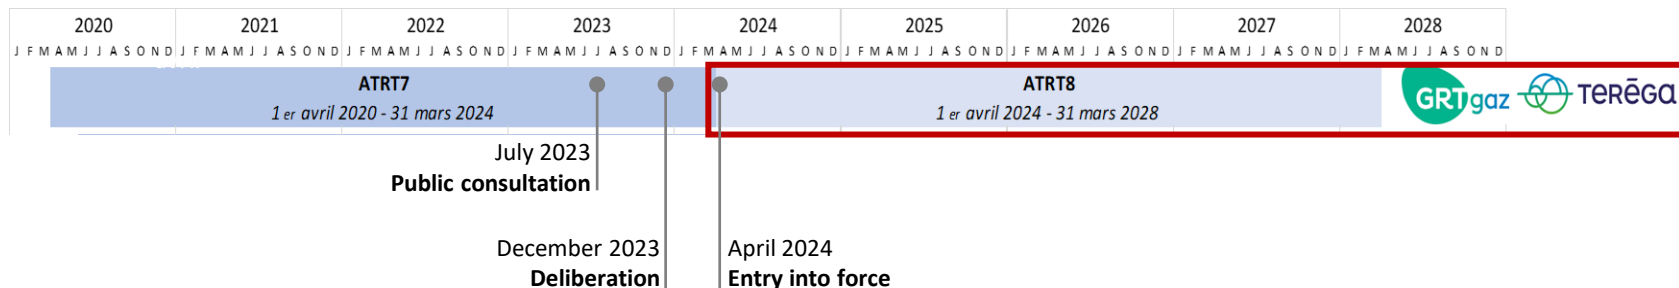 2020 2021 2022 2023 2024 2025 2026 2027 2028
J F M A M J J A S O N D J F M A M J J A S O N D J F M A M J J A S O N D J F M A M J J A S O N D J F M A M J J A S O N D J F M A M J J A S O N D J F M A M J J A S O N D J F M A M J J A S O N D J F M A M J J A S O N D
ATRT7 ATRT8
1 er avril 2020 - 31 mars 2024 1 er avril 2024 - 31 mars 2028
GRTgaz TERĒGA
July 2023
Public consultation
December 2023 April 2024
Deliberation Entry into force